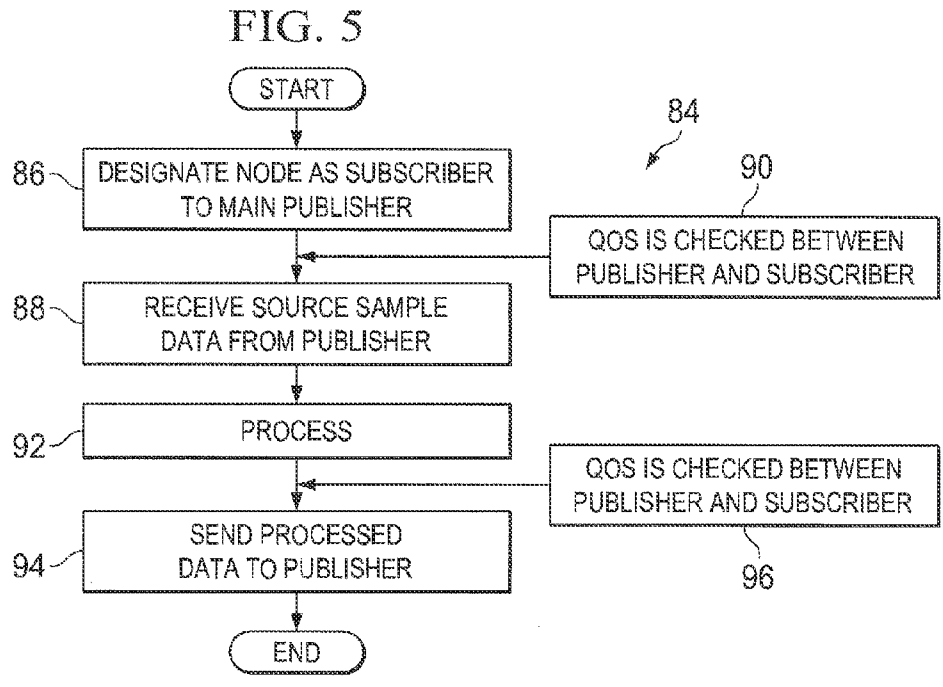 FIG. 5
START
84
86
DESIGNATE NODE AS SUBSCRIBER
TO MAIN PUBLISHER
90
QOS IS CHECKED BETWEEN
PUBLISHER AND SUBSCRIBER
88
RECEIVE SOURCE SAMPLE
DATA FROM PUBLISHER
92
PROCESS
QOS IS CHECKED BETWEEN
PUBLISHER AND SUBSCRIBER
96
94
SEND PROCESSED
DATA TO PUBLISHER
END